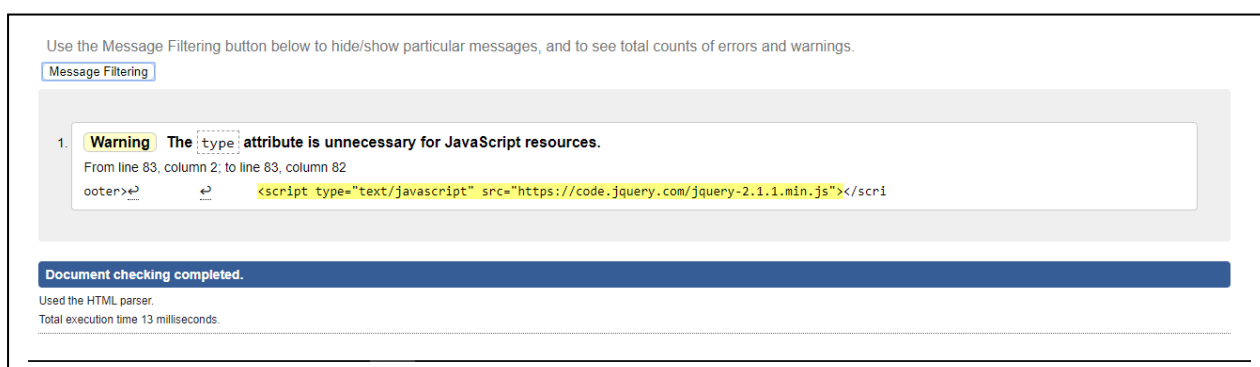 Use the Message Filtering button below to hide/show particular messages, and to see total counts of errors and warnings.
Message Filtering
1. Warning The type attribute is unnecessary for JavaScript resources.
From line 83, column 2; to line 83, column 82
ooter>↩ ↩ <script type="text/javascript" src="https://code.jquery.com/jquery-2.1.1.min.js"></scri
Document checking completed.
Used the HTML parser.
Total execution time 13 milliseconds.